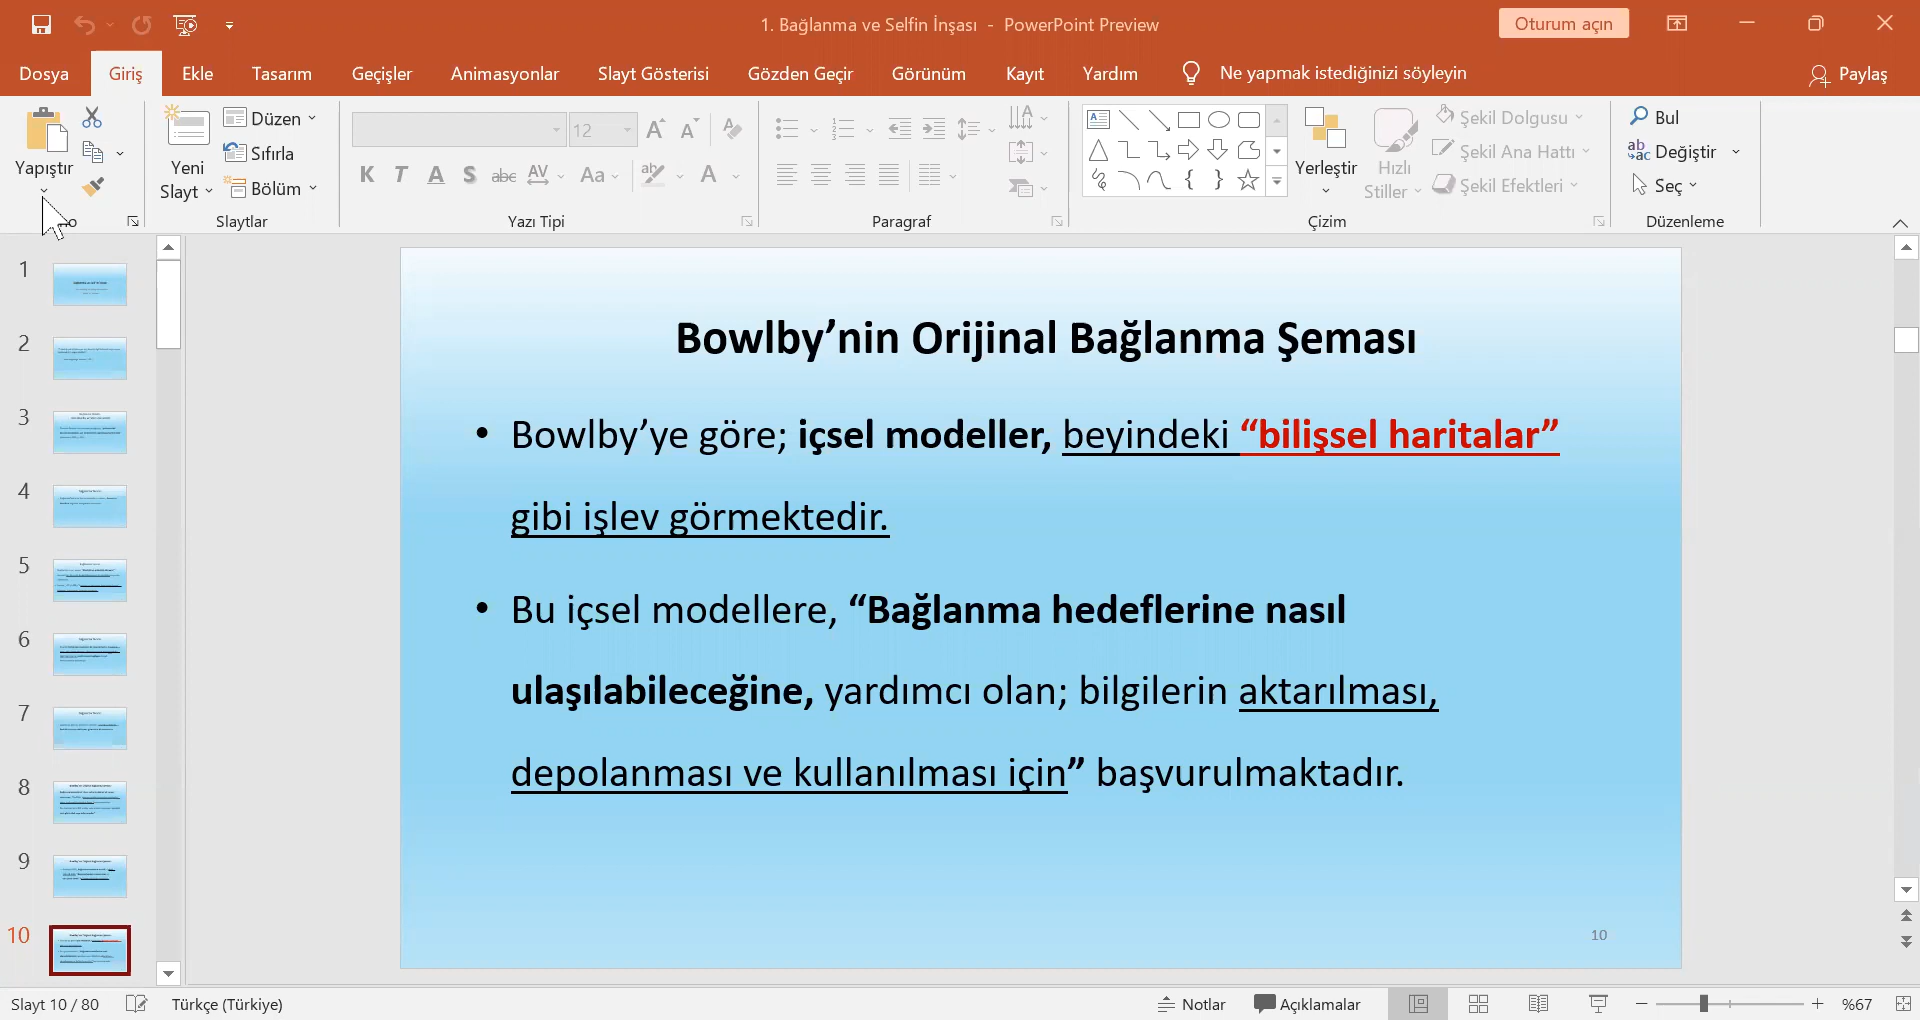 1. Bağlanma ve Selfin İnşası - PowerPoint Preview
Oturum açın
Dosya Giriş Ekle Tasarım Geçişler Animasyonlar Slayt Gösterisi Gözden Geçir Görünüm Kayıt Yardım Ne yapmak istediğinizi söyleyin Paylaş
Yapıştır
Yeni
Slayt
Düzen
Sıfırla
Bölüm
Slaytlar
12
K T A S abc AV Aa A
Yazı Tipi
Paragraf
Yerleştir
Hızlı
Stiller
Şekil Dolgusu
Şekil Ana Hattı
Şekil Efektleri
Çizim
Bul
Değiştir
Seç
Düzenleme
1
2
3
4
5
6
7
8
9
10
Bowlby’nin Orijinal Bağlanma Şeması
• Bowlby’ye göre; içsel modeller, beyindeki “bilişsel haritalar”
gibi işlev görmektedir.
• Bu içsel modellere, “Bağlanma hedeflerine nasıl
ulaşılabileceğine, yardımcı olan; bilgilerin aktarılması,
depolanması ve kullanılması için” başvurulmaktadır.
10
Slayt 10 / 80 Türkçe (Türkiye) Notlar Açıklamalar %67